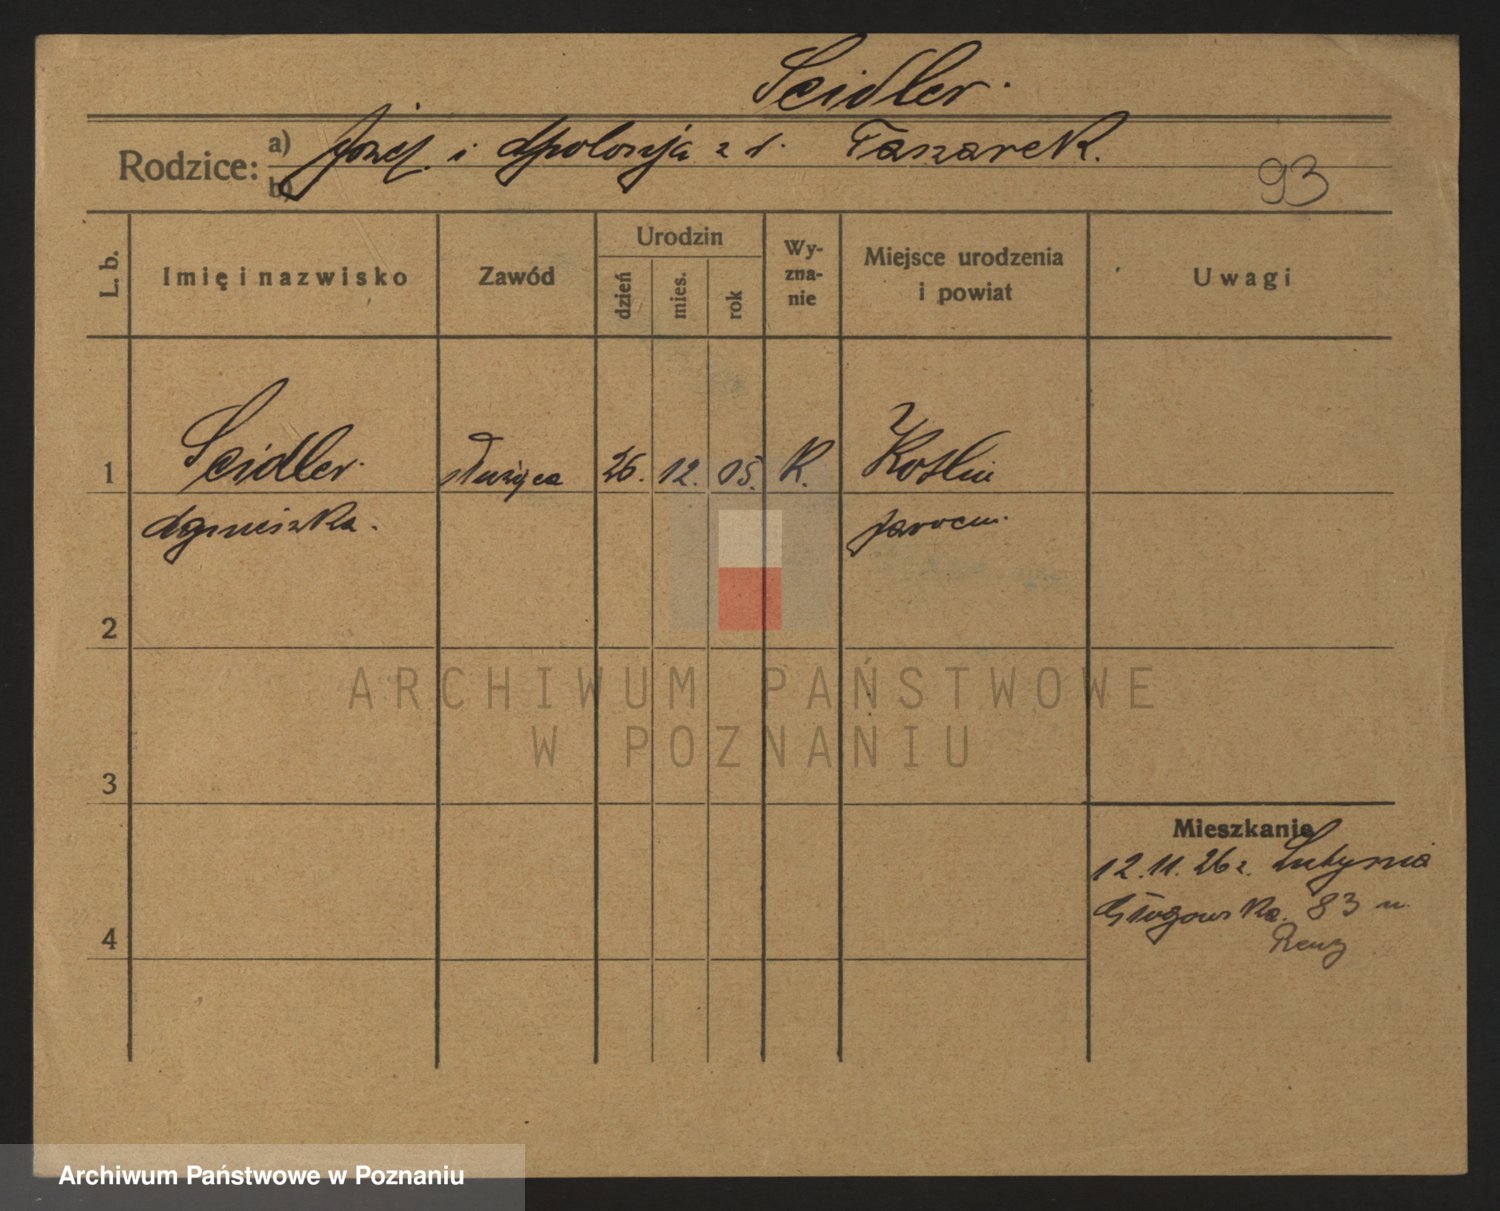 Seidler.
Rodzice: a) Józef. i Apolonja z d. Taszarek.
b)
93
L. b. Imię i nazwisko Zawód Urodzin dzień mies. rok Wy-zna-nie Miejsce urodzenia i powiat Uwagi
1 Seidler Służąca 26. 12. 05. K. Kotlin
Agnieszka. Jarocin.
2
3
Mieszkanie
12.11.26 r. Lutynia
Głogowska. 83 u.
4
ARCHIWUM PAŃSTWOWE
W POZNANIU
Archiwum Państwowe w Poznaniu